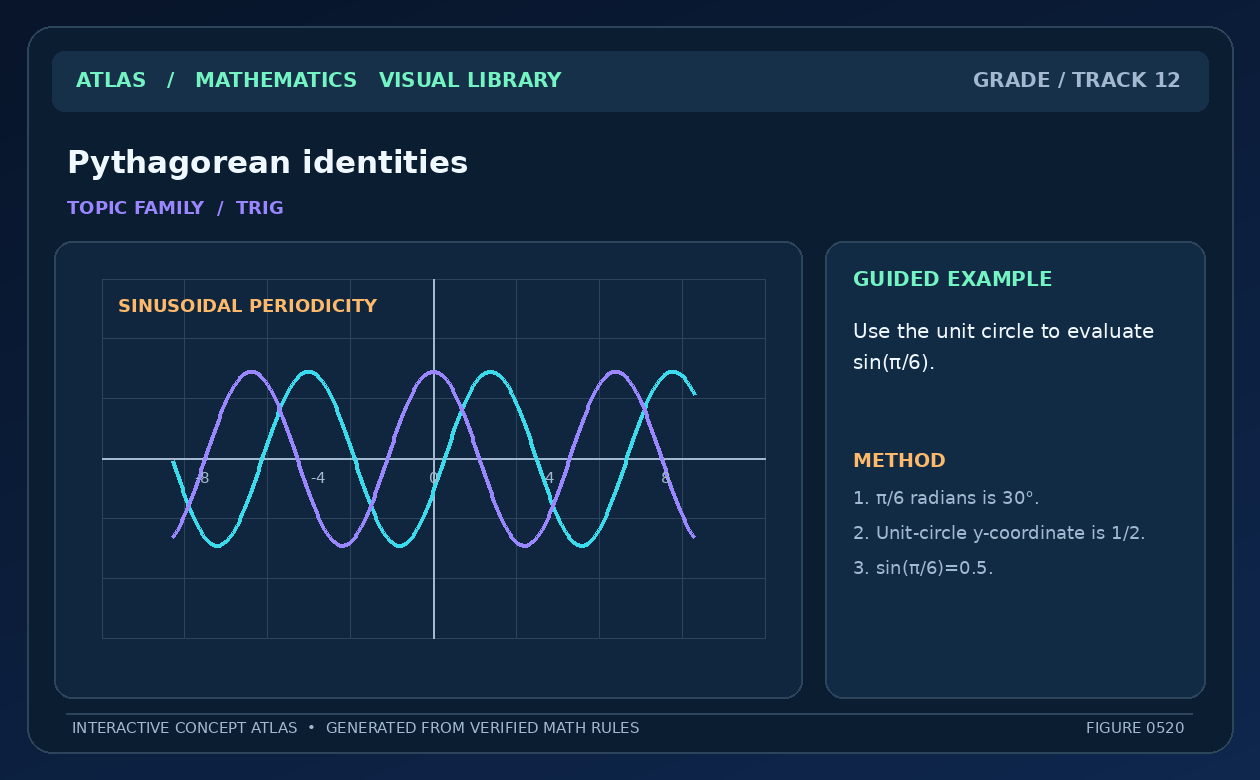 ATLAS / MATHEMATICS VISUAL LIBRARY
GRADE / TRACK 12
Pythagorean identities
TOPIC FAMILY / TRIG
SINUSOIDAL PERIODICITY
-8 -4 0 4 8
GUIDED EXAMPLE
Use the unit circle to evaluate
sin(π/6).
METHOD
1. π/6 radians is 30°.
2. Unit-circle y-coordinate is 1/2.
3. sin(π/6)=0.5.
INTERACTIVE CONCEPT ATLAS • GENERATED FROM VERIFIED MATH RULES
FIGURE 0520